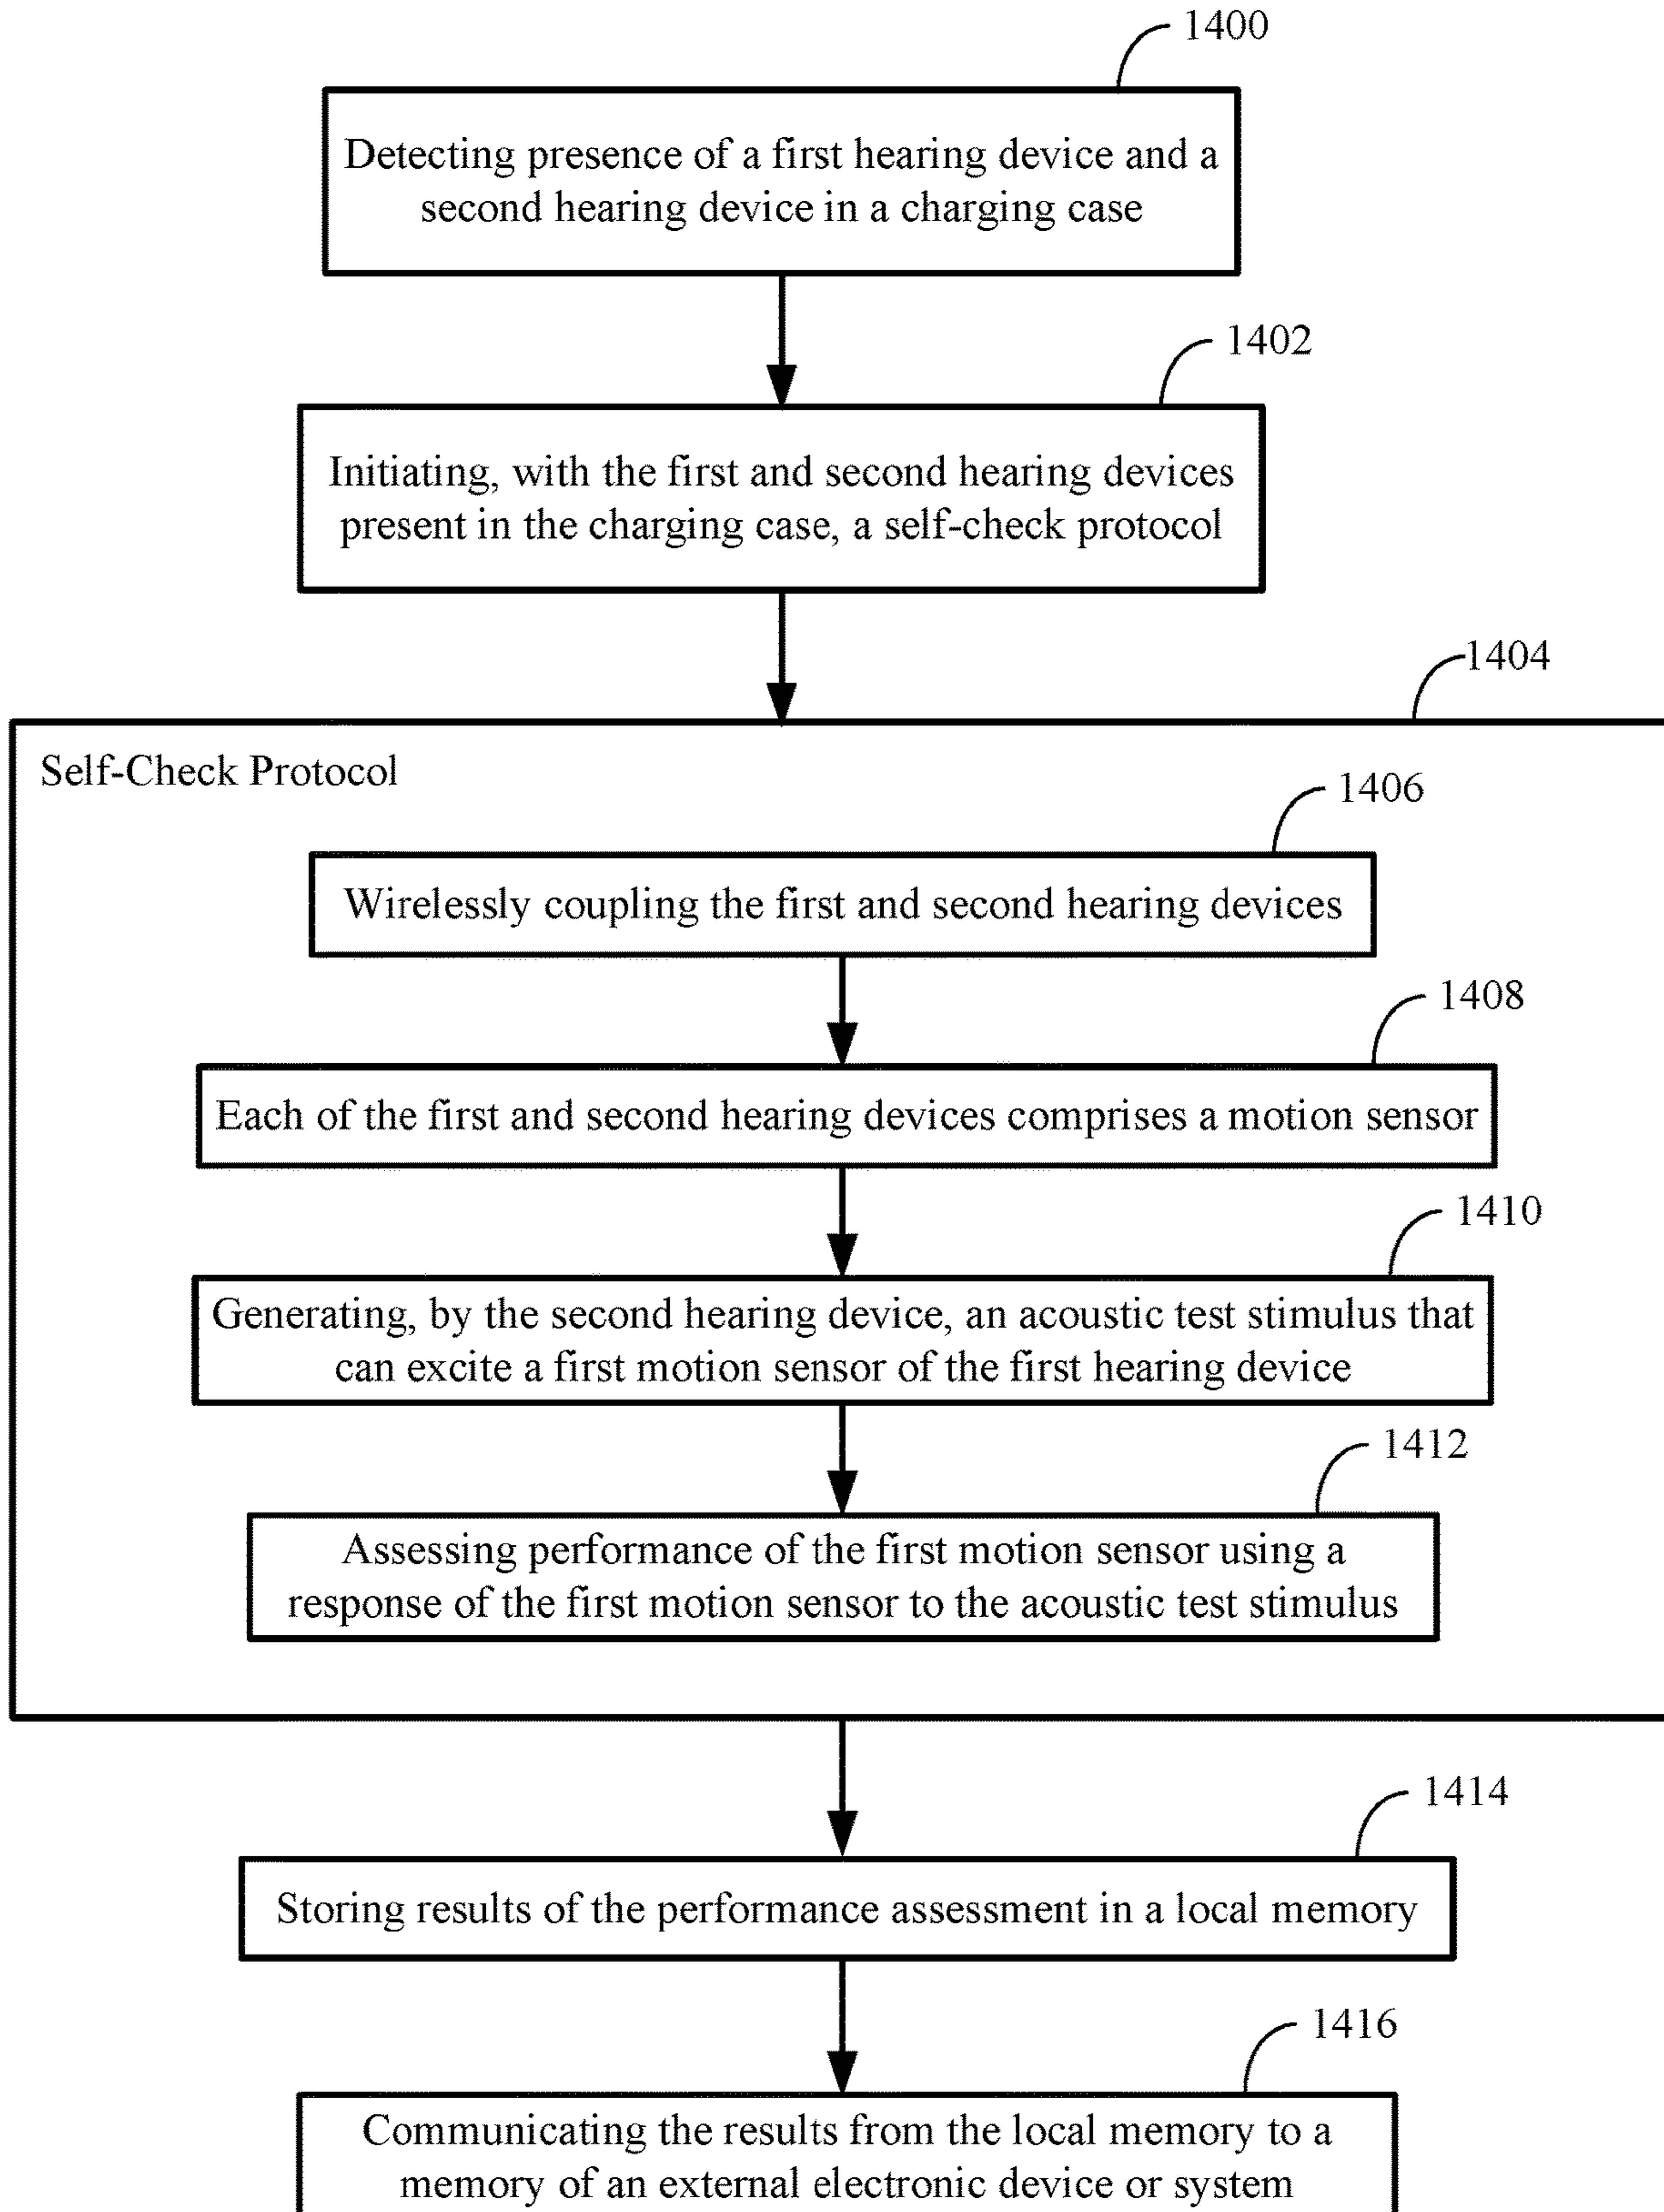 1400
Detecting presence of a first hearing device and a
second hearing device in a charging case
1402
Initiating, with the first and second hearing devices
present in the charging case, a self-check protocol
1404
Self-Check Protocol
1406
Wirelessly coupling the first and second hearing devices
1408
Each of the first and second hearing devices comprises a motion sensor
1410
Generating, by the second hearing device, an acoustic test stimulus that
can excite a first motion sensor of the first hearing device
1412
Assessing performance of the first motion sensor using a
response of the first motion sensor to the acoustic test stimulus
1414
Storing results of the performance assessment in a local memory
1416
Communicating the results from the local memory to a
memory of an external electronic device or system